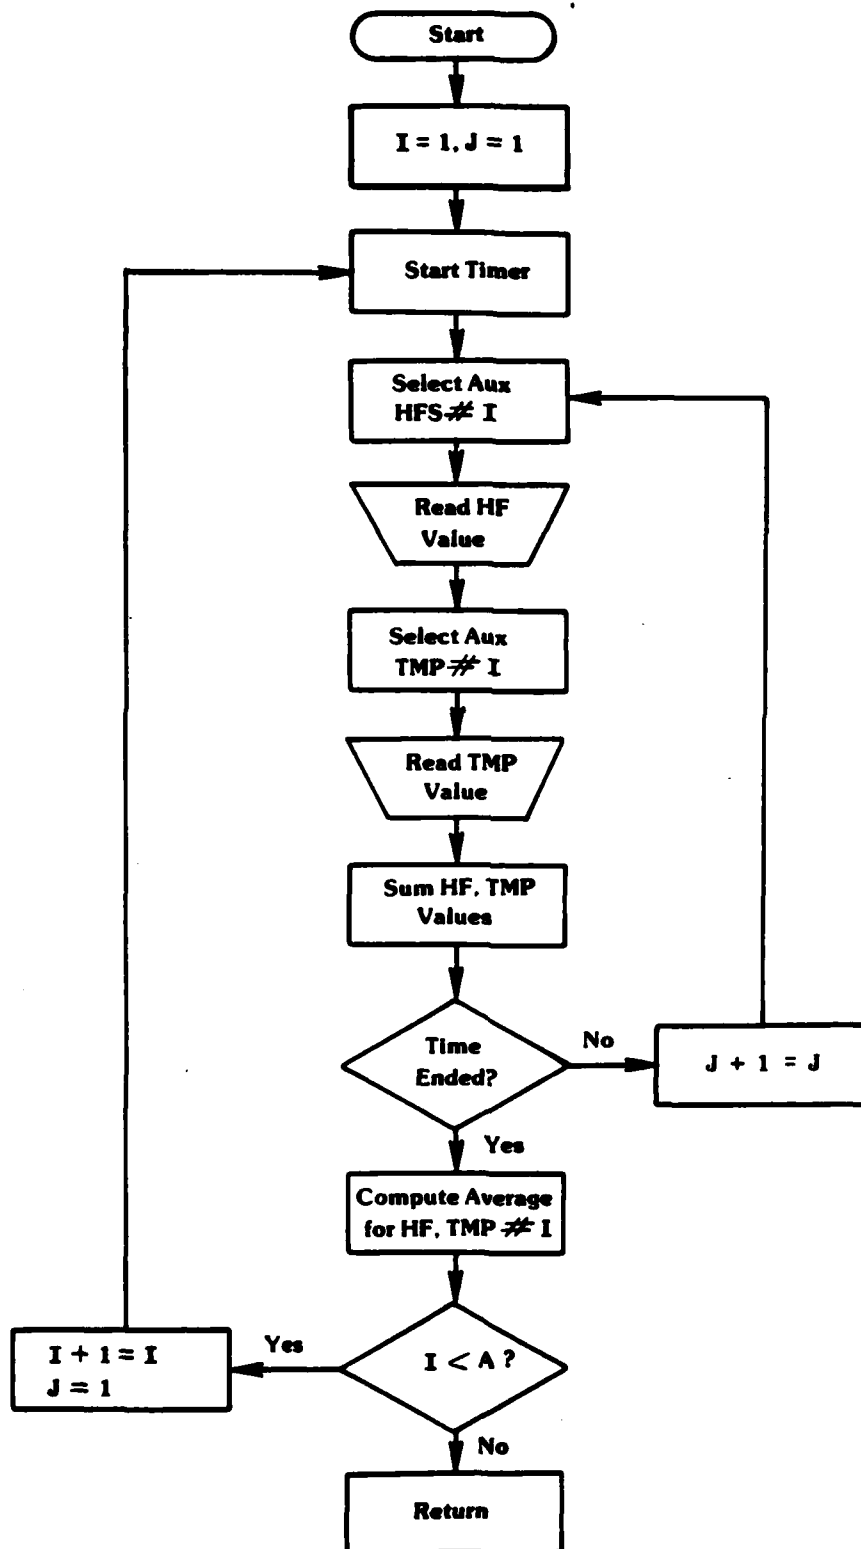 Start
I = 1, J = 1
Start Timer
Select Aux
HFS# I
Read HF
Value
Select Aux
TMP# I
Read TMP
Value
Sum HF, TMP
Values
Time
Ended?
No
J + 1 = J
Yes
Compute Average
for HF, TMP # I
I < A ?
Yes
I + 1 = I
J = 1
No
Return